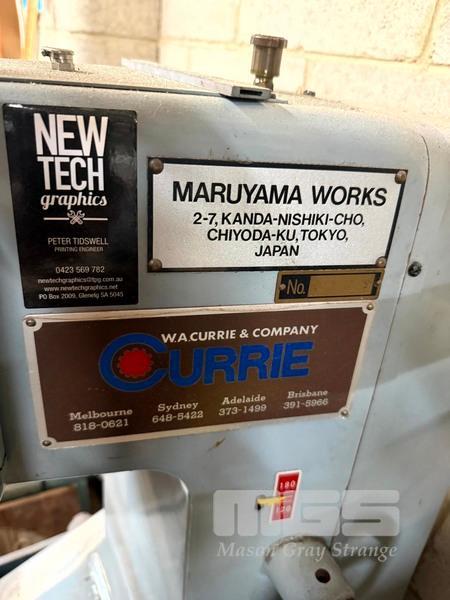 NEW
TECH
graphics
PETER TIDSWELL
PRINTING ENGINEER
0423 569 782
newtechgraphics@tpg.com.au
www.newtechgraphics.net
PO Box 2009, Glenelg SA 5045
MARUYAMA WORKS
2-7, KANDA-NISHIKI-CHO,
CHIYODA-KU, TOKYO,
JAPAN
No.
W.A.CURRIE & COMPANY
CURRIE
Melbourne
818-0621
Sydney
648-5422
Adelaide
373-1499
Brisbane
391-5966
180
120
MGS
Mason Gray Strange